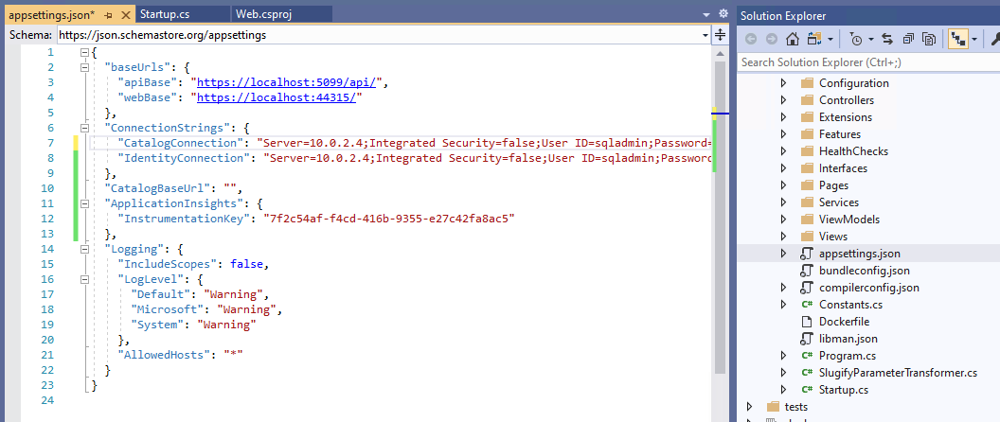 appsettings.json*
Startup.cs
Web.csproj
Schema: https://json.schemastore.org/appsettings
1 {
2 "baseUrls": {
3 "apiBase": "https://localhost:5099/api/",
4 "webBase": "https://localhost:44315/"
5 },
6 "ConnectionStrings": {
7 "CatalogConnection": "Server=10.0.2.4;Integrated Security=false;User ID=sqladmin;Password=
8 "IdentityConnection": "Server=10.0.2.4;Integrated Security=false;User ID=sqladmin;Password
9 },
10 "CatalogBaseUrl": "",
11 "ApplicationInsights": {
12 "InstrumentationKey": "7f2c54af-f4cd-416b-9355-e27c42fa8ac5"
13 },
14 "Logging": {
15 "IncludeScopes": false,
16 "LogLevel": {
17 "Default": "Warning",
18 "Microsoft": "Warning",
19 "System": "Warning"
20 },
21 "AllowedHosts": "*"
22 }
23 }
24
Solution Explorer
Search Solution Explorer (Ctrl+;)
Configuration
Controllers
Extensions
Features
HealthChecks
Interfaces
Pages
Services
ViewModels
Views
appsettings.json
bundleconfig.json
compilerconfig.json
C# Constants.cs
Dockerfile
libman.json
C# Program.cs
C# SlugifyParameterTransformer.cs
C# Startup.cs
tests